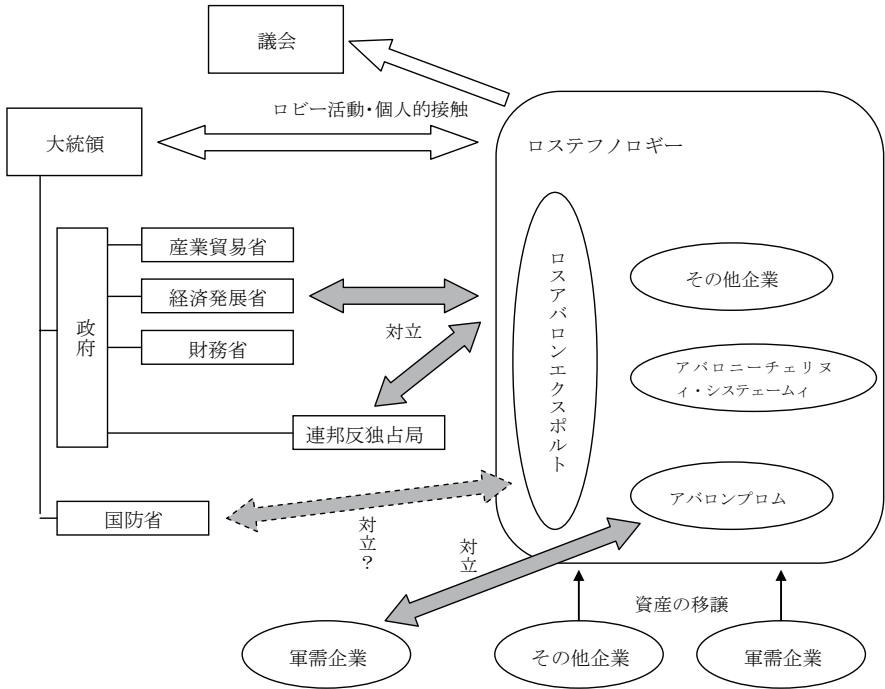 議会
ロビー活動・個人的接触
大統領
ロステフノロギー
産業貿易省
経済発展省
財務省
政府
対立
連邦反独占局
国防省
対立？
対立
ロスアバロンエクスポルト
その他企業
アバロニーチェリヌ
ィ・システェームィ
アバロンプロム
資産の移譲
軍需企業
その他企業
軍需企業